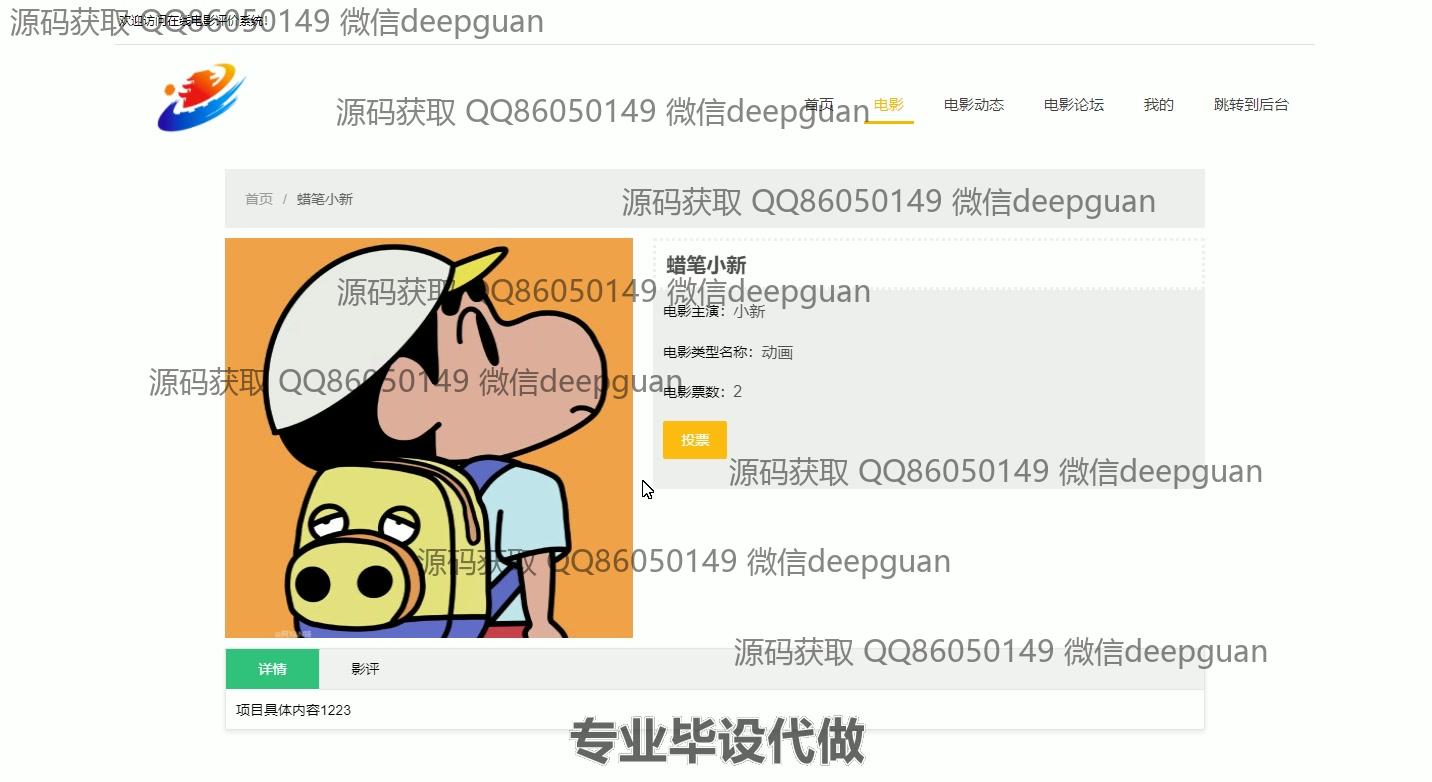 欢迎访问在线电影评价系统！
源码获取 QQ86050149 微信deepguan
源码获取 QQ86050149 微信deepguan
首页 电影 电影动态 电影论坛 我的 跳转到后台
首页 / 蜡笔小新
源码获取 QQ86050149 微信deepguan
蜡笔小新
源码获取 QQ86050149 微信deepguan
电影主演：小新
电影类型名称：动画
源码获取 QQ86050149 微信deepguan
电影票数：2
投票
源码获取 QQ86050149 微信deepguan
源码获取 QQ86050149 微信deepguan
源码获取 QQ86050149 微信deepguan
详情 影评
项目具体内容1223
专业毕设代做